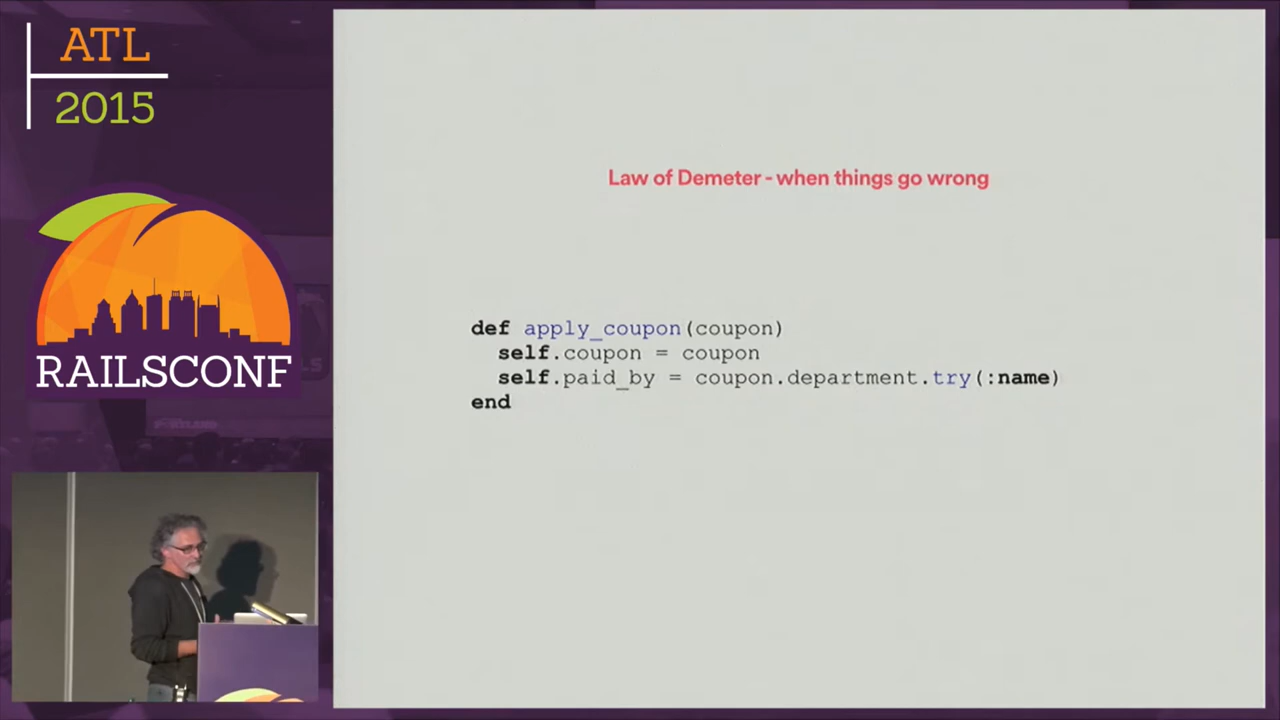 ATL
2015
RAILSCONF
Law of Demeter - when things go wrong
def apply_coupon(coupon)
  self.coupon = coupon
  self.paid_by = coupon.department.try(:name)
end